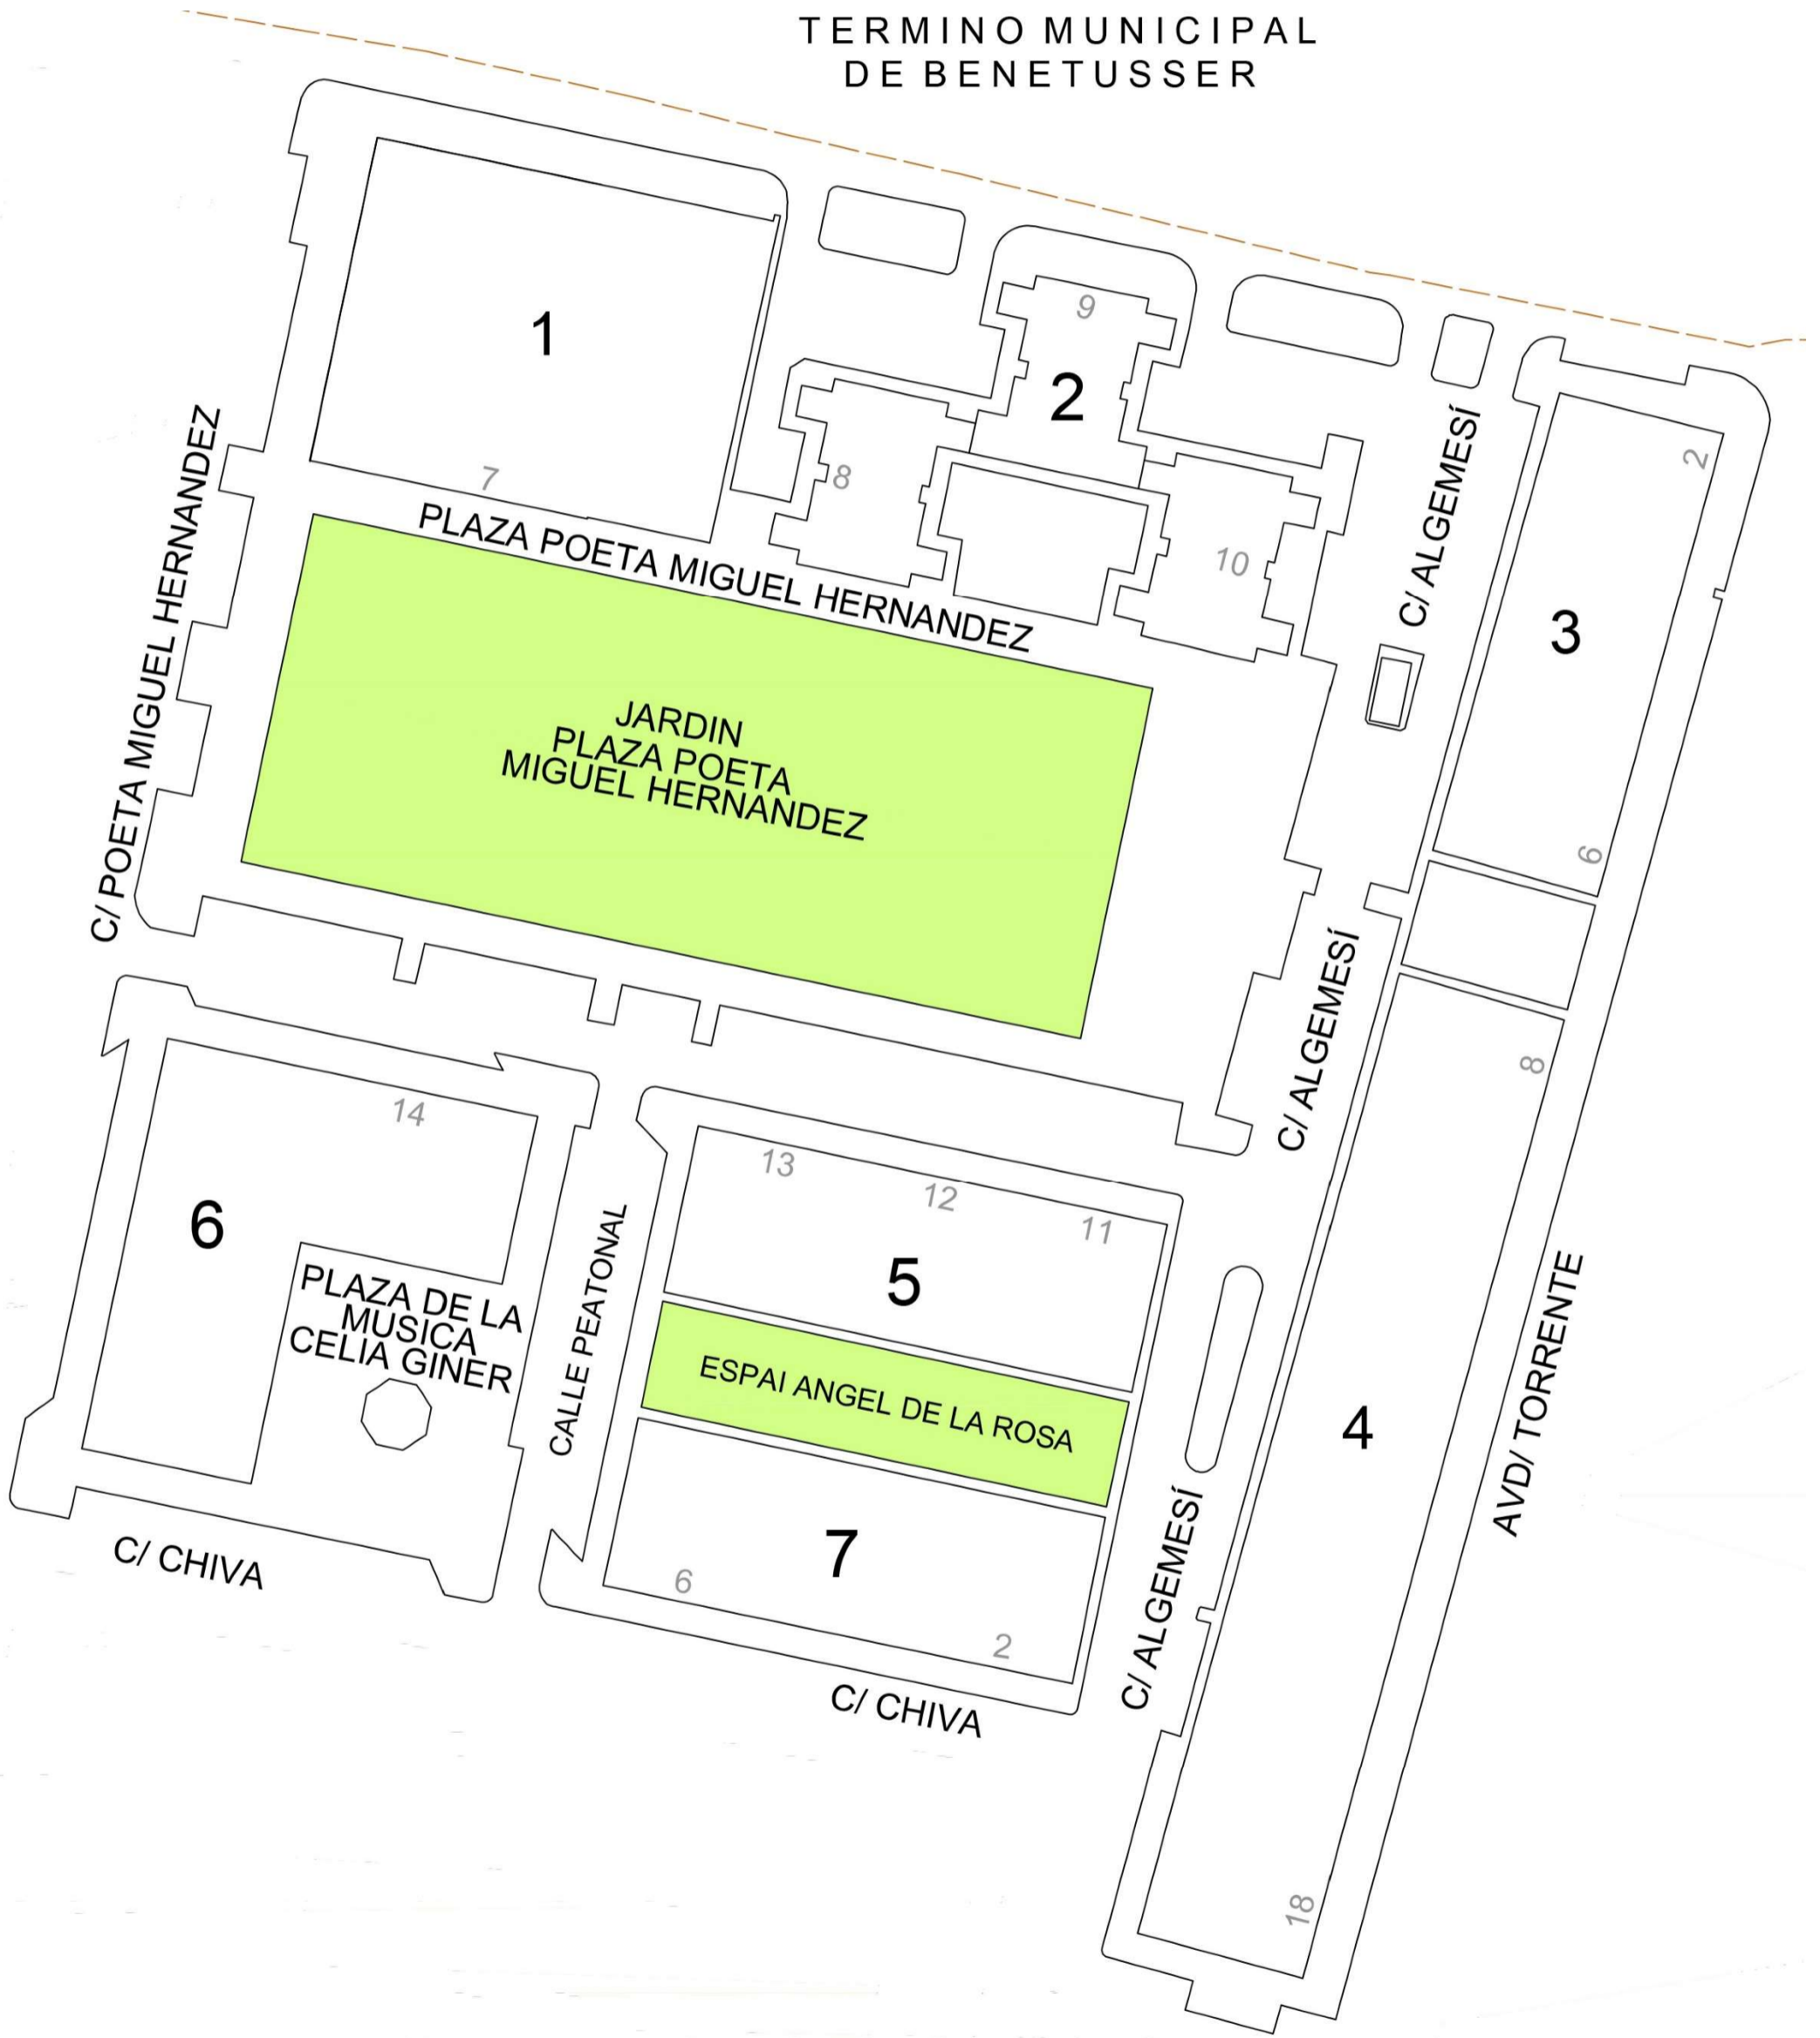 TERMINO MUNICIPAL
DE BENETUSSER
1
9
2
8
7
10
2
3
6
C/ ALGEMESÍ
C/ POETA MIGUEL HERNANDEZ
PLAZA POETA MIGUEL HERNANDEZ
JARDIN
PLAZA POETA
MIGUEL HERNANDEZ
C/ ALGEMESÍ
8
14
6
PLAZA DE LA
MUSICA
CELIA GINER
CALLE PEATONAL
13
12
11
5
ESPAI ANGEL DE LA ROSA
7
6
2
4
AVD/ TORRENTE
C/ ALGEMESÍ
C/ CHIVA
C/ CHIVA
18